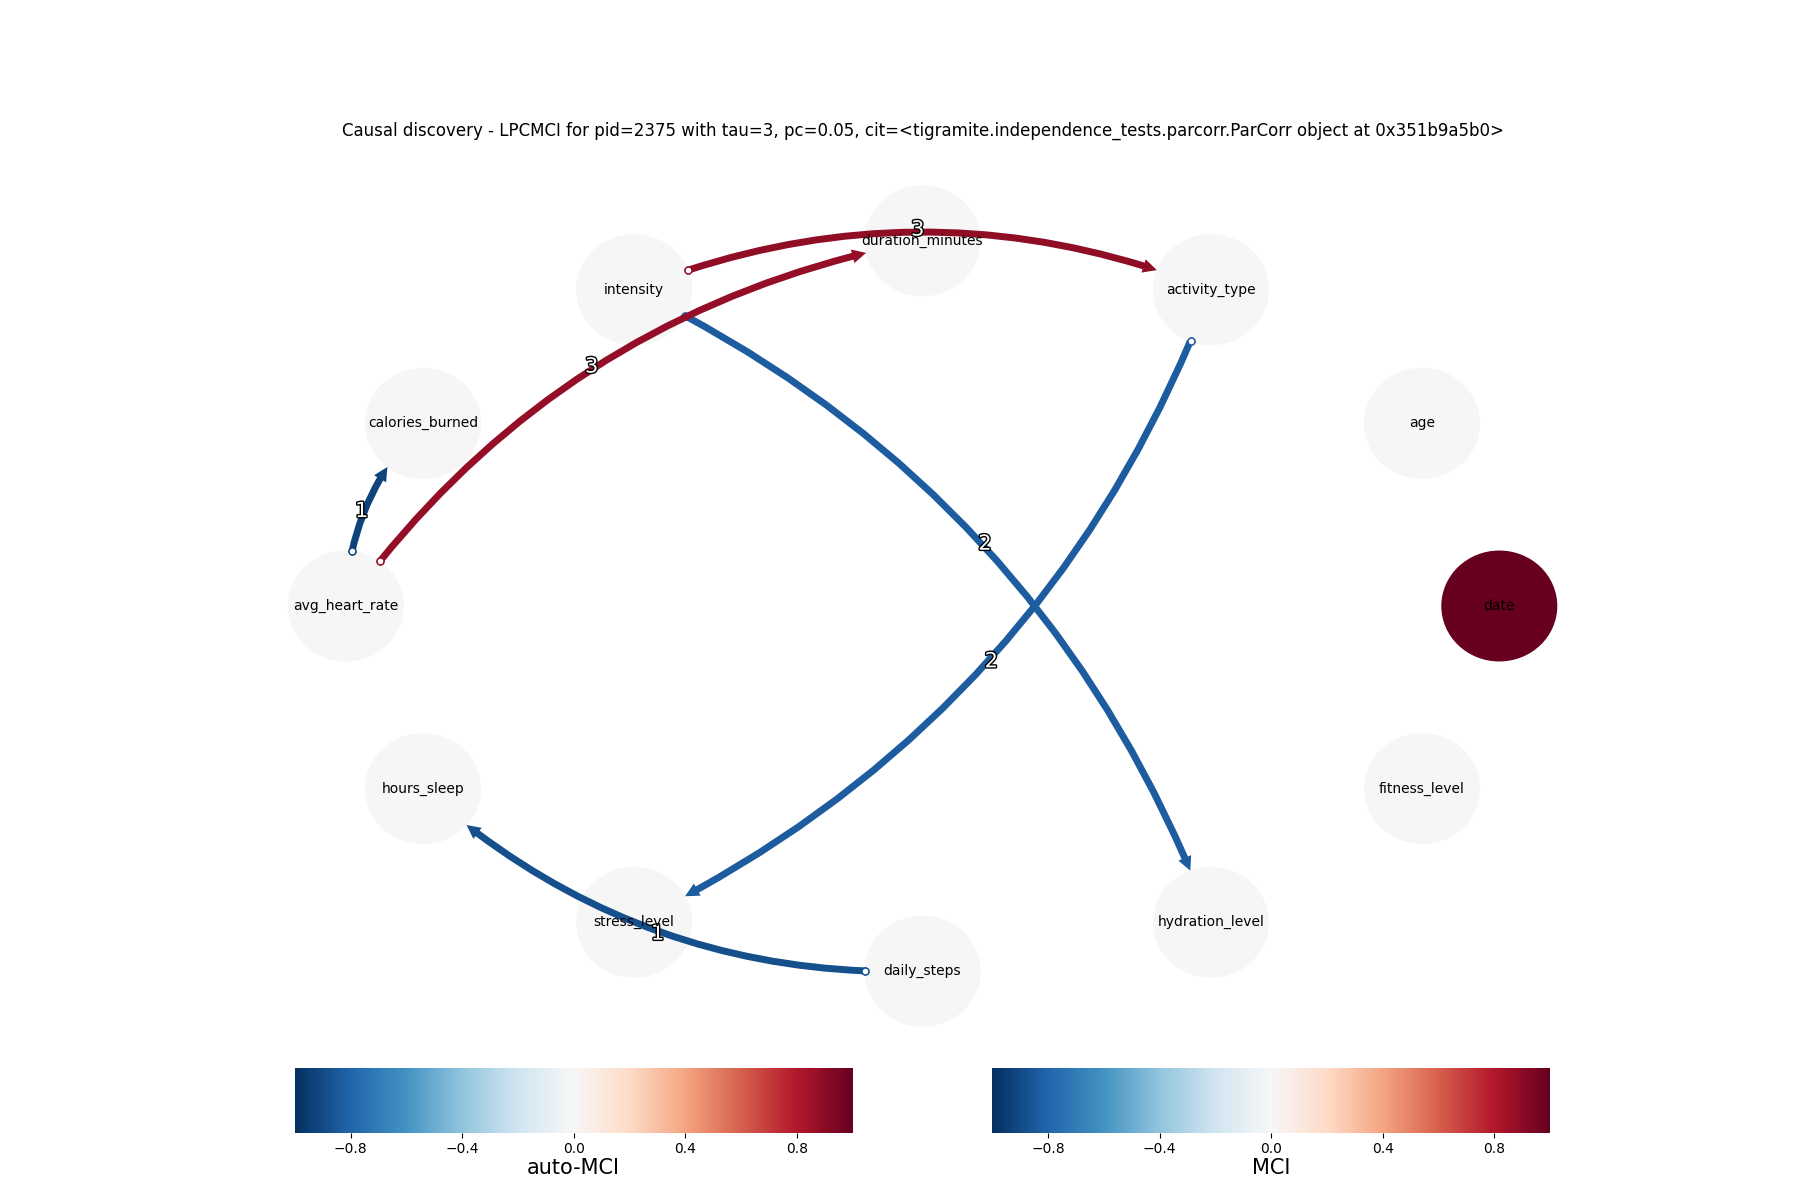 Causal discovery - LPCMCI for pid=2375 with tau=3, pc=0.05, cit=<tigramite.independence_tests.parcorr.ParCorr object at 0x351b9a5b0>
3
duration_minutes
intensity
activity_type
3
calories_burned
age
1
2
avg_heart_rate
date
2
hours_sleep
fitness_level
stress_level
hydration_level
1
daily_steps
−0.8 −0.4 0.0 0.4 0.8
auto-MCI
−0.8 −0.4 0.0 0.4 0.8
MCI